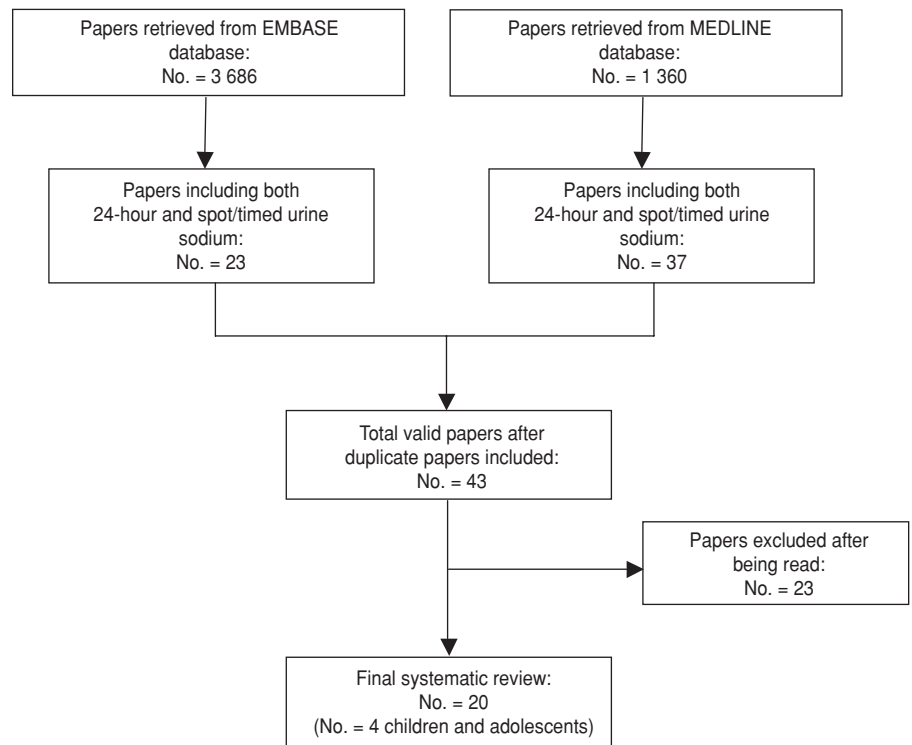 Papers retrieved from EMBASE
database:
No. = 3 686
Papers retrieved from MEDLINE
database:
No. = 1 360
Papers including both
24-hour and spot/timed urine
sodium:
No. = 23
Papers including both
24-hour and spot/timed urine
sodium:
No. = 37
Total valid papers after
duplicate papers included:
No. = 43
Papers excluded after
being read:
No. = 23
Final systematic review:
No. = 20
(No. = 4 children and adolescents)